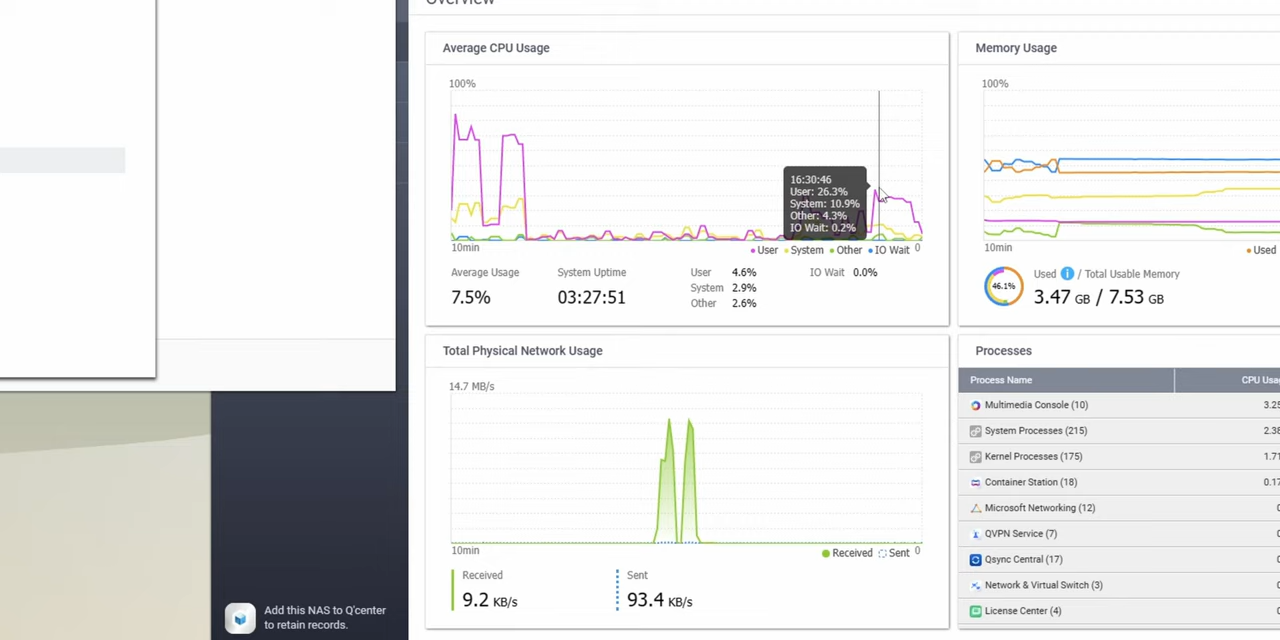 Overview
Average CPU Usage
100%
16:30:46
User: 26.3%
System: 10.9%
Other: 4.3%
IO Wait: 0.2%
10min
User System Other IO Wait 0
Average Usage
7.5%
System Uptime
03:27:51
User 4.6%
System 2.9%
Other 2.6%
IO Wait 0.0%
Memory Usage
100%
10min
Used
46.1%
Used / Total Usable Memory
3.47 GB / 7.53 GB
Total Physical Network Usage
14.7 MB/s
10min
Received Sent 0
Received
9.2 KB/s
Sent
93.4 KB/s
Processes
Process Name
CPU
Multimedia Console (10)
System Processes (215)
Kernel Processes (175)
Container Station (18)
Microsoft Networking (12)
QVPN Service (7)
Qsync Central (17)
Network & Virtual Switch (3)
License Center (4)
Add this NAS to Q'center
to retain records.